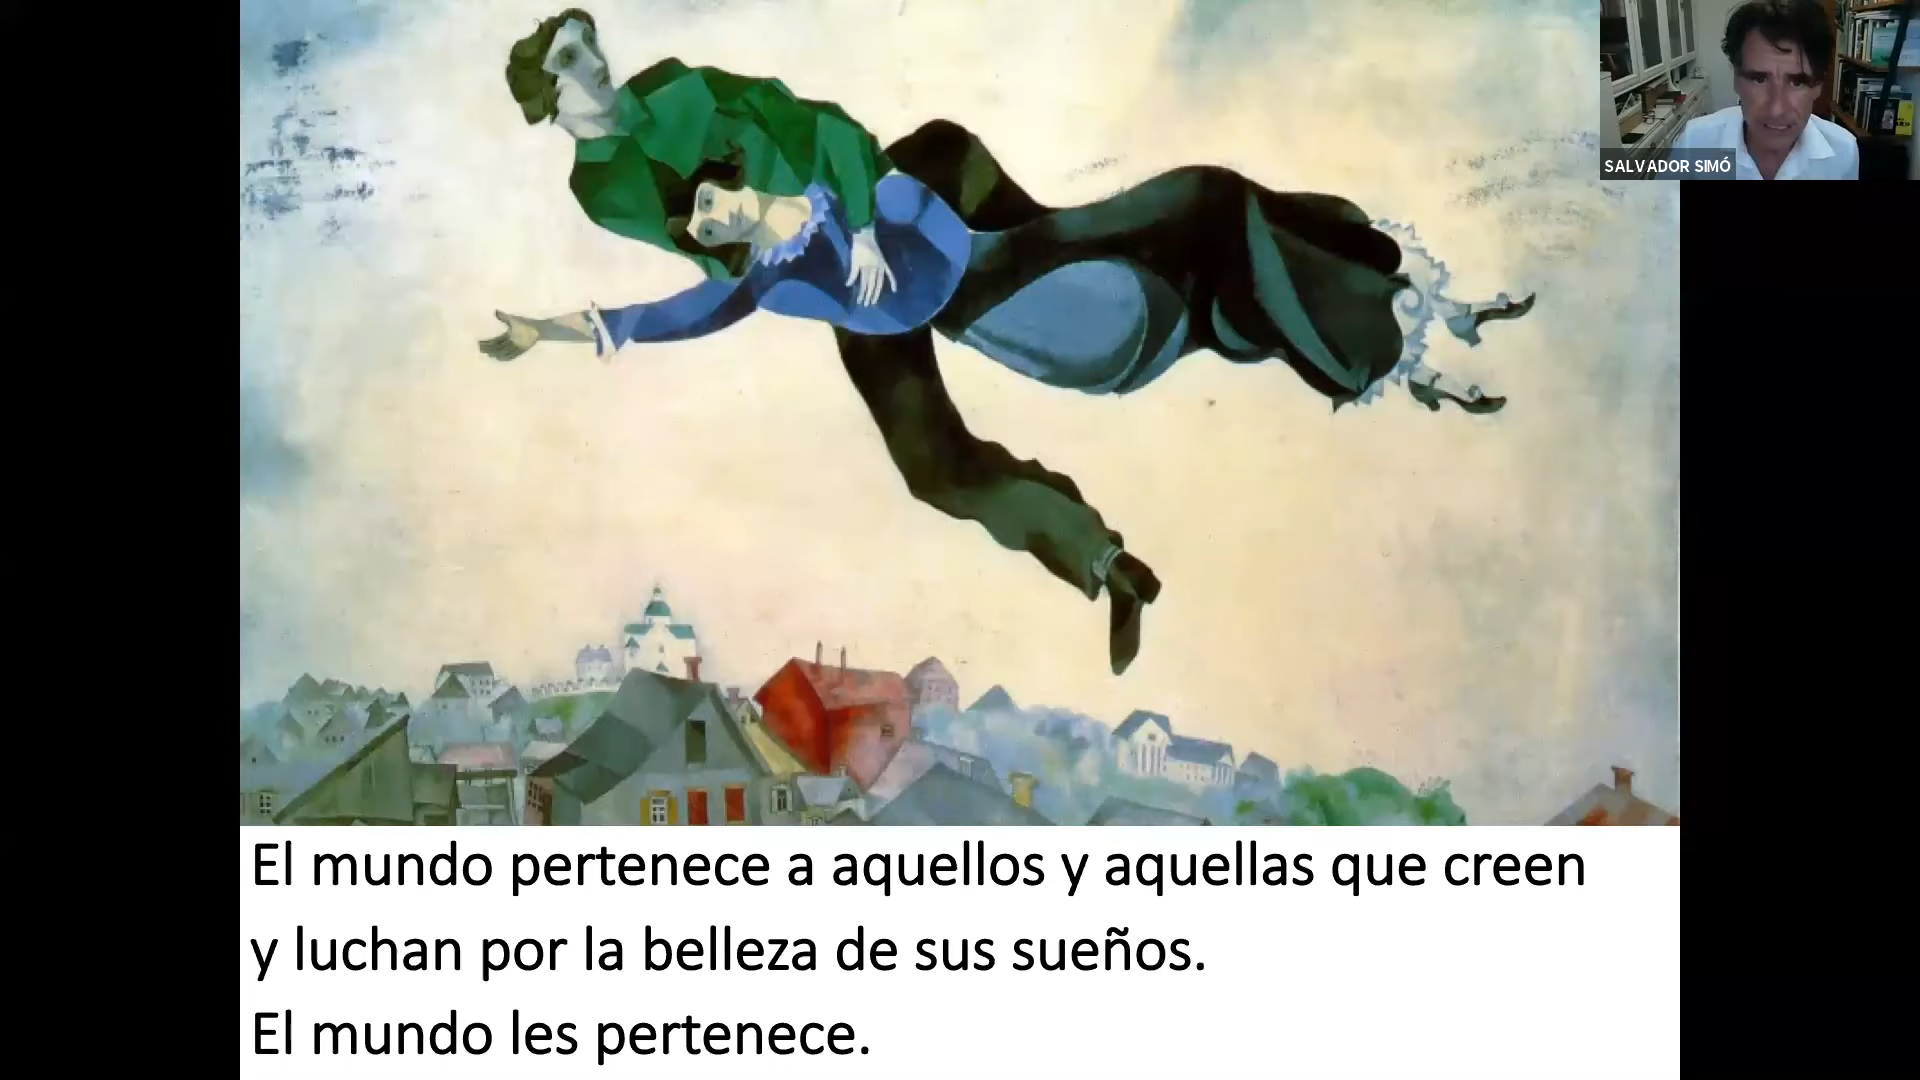 SALVADOR SIMÓ
El mundo pertenece a aquellos y aquellas que creen
y luchan por la belleza de sus sueños.
El mundo les pertenece.